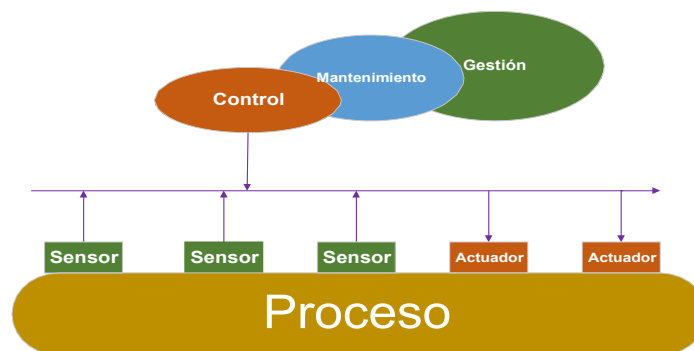 Gestión
Mantenimiento
Control
Sensor
Sensor
Sensor
Actuador
Actuador
Proceso